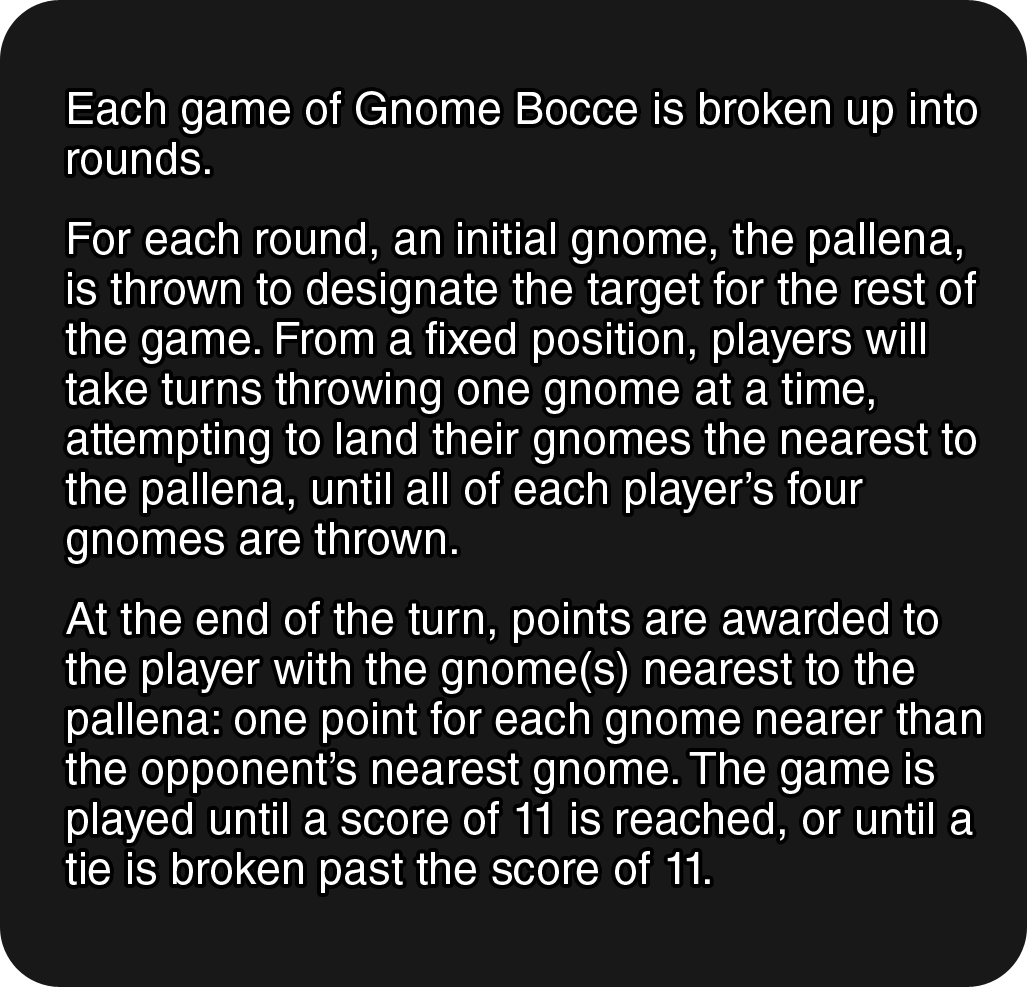 Each game of Gnome Bocce is broken up into
rounds.
For each round, an initial gnome, the pallena,
is thrown to designate the target for the rest of
the game. From a fixed position, players will
take turns throwing one gnome at a time,
attempting to land their gnomes the nearest to
the pallena, until all of each player’s four
gnomes are thrown.
At the end of the turn, points are awarded to
the player with the gnome(s) nearest to the
pallena: one point for each gnome nearer than
the opponent’s nearest gnome. The game is
played until a score of 11 is reached, or until a
tie is broken past the score of 11.